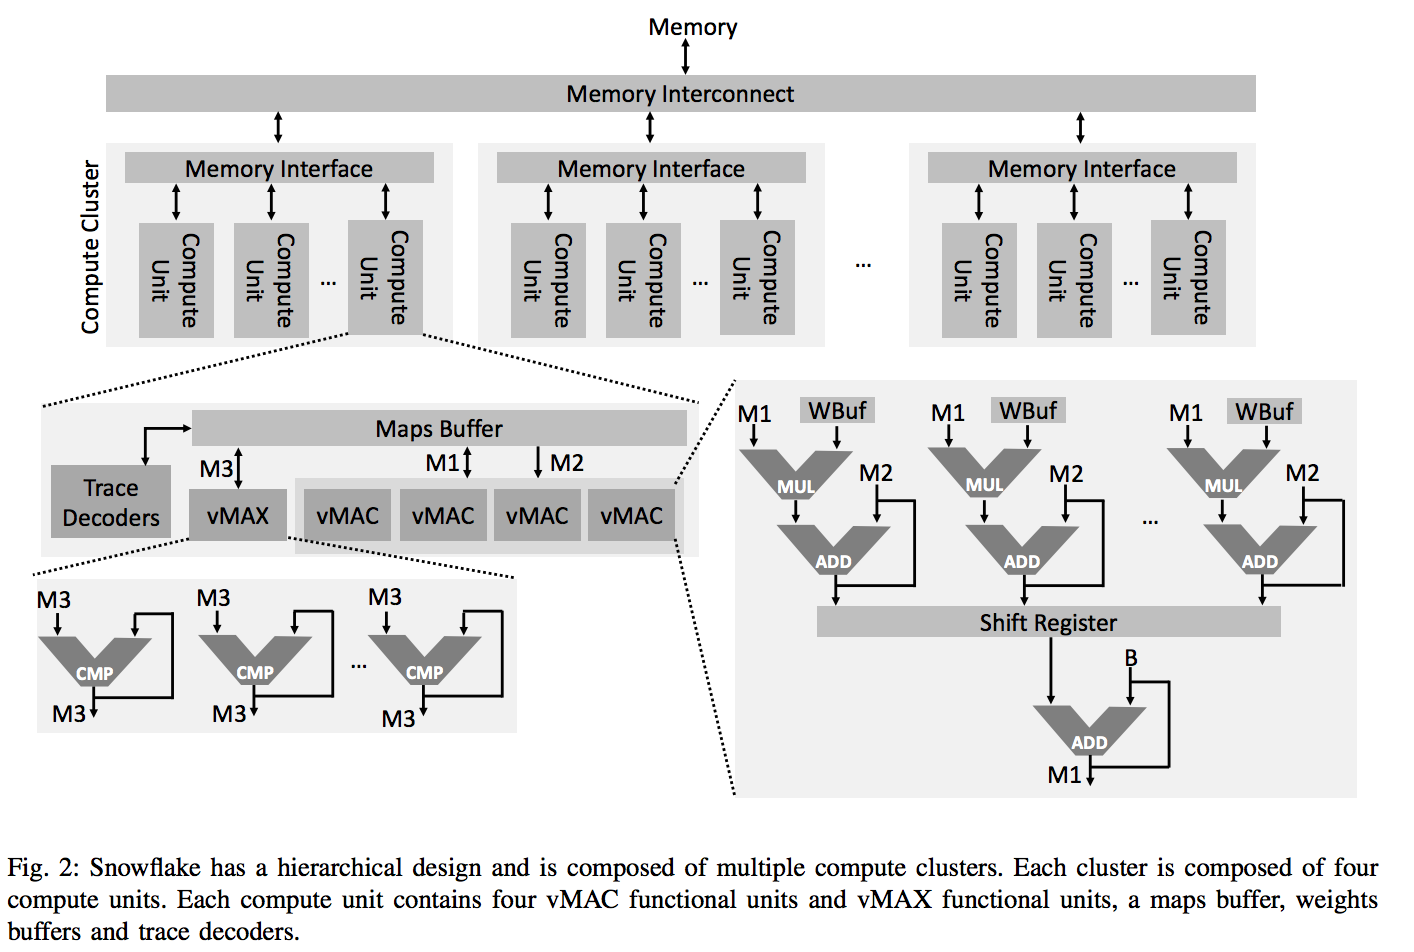 Memory
Memory Interconnect
Compute Cluster
Memory Interface
Memory Interface
Memory Interface
Compute
Unit
Compute
Unit
...
Compute
Unit
Compute
Unit
Compute
Unit
...
Compute
Unit
...
Compute
Unit
Compute
Unit
...
Compute
Unit
Maps Buffer
M3
M1
M2
Trace
Decoders
vMAX
vMAC
vMAC
vMAC
vMAC
M3
M3
M3
CMP
CMP
...
CMP
M3
M3
M3
M1
WBuf
M1
WBuf
M1
WBuf
MUL
MUL
MUL
M2
M2
M2
...
ADD
ADD
ADD
Shift Register
B
ADD
M1
Fig. 2: Snowflake has a hierarchical design and is composed of multiple compute clusters. Each cluster is composed of four
compute units. Each compute unit contains four vMAC functional units and vMAX functional units, a maps buffer, weights
buffers and trace decoders.